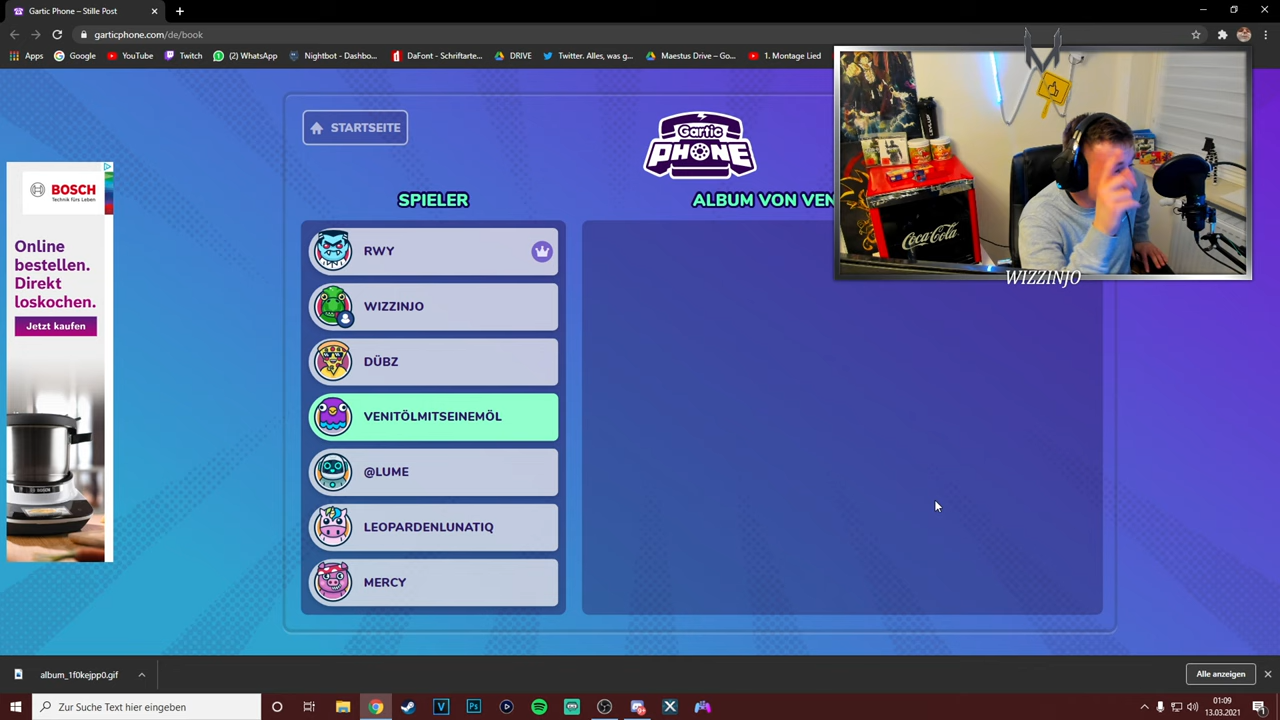 Gartic Phone – Stille Post
garticphone.com/de/book
Apps
Google
YouTube
Twitch
(2) WhatsApp
Nightbot - Dashbo...
DaFont - Schriftarte...
DRIVE
Twitter. Alles, was g...
Maestus Drive – Go...
1. Montage Lied
STARTSEITE
Gartic
PHONE
SPIELER
ALBUM VON VEN
RWY
WIZZINJO
DÜBZ
VENITÖLMITSEINEMÖL
@LUME
LEOPARDENLUNATIQ
MERCY
BOSCH
Technik fürs Leben
Online
bestellen.
Direkt
loskochen.
Jetzt kaufen
Coca-Cola
WIZZINJO
album_1f0kejpp0.gif
Alle anzeigen
Zur Suche Text hier eingeben
01:09
13.03.2021